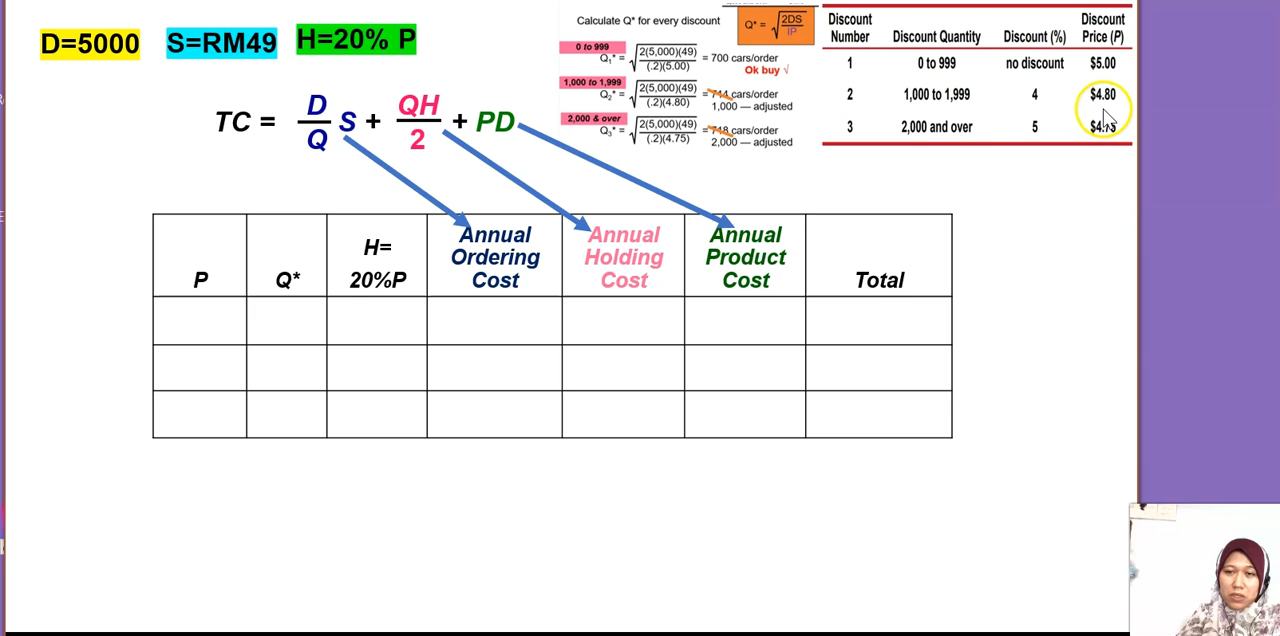 D=5000
S=RM49
H=20% P
TC = D/Q S + QH/2 + PD
Calculate Q* for every discount
Q* = √2DS/IP
0 to 999
Q₁* = √2(5,000)(49)/(.2)(5.00) = 700 cars/order
Ok buy √
1,000 to 1,999
Q₂* = √2(5,000)(49)/(.2)(4.80) = 714 cars/order
1,000 — adjusted
2,000 & over
Q₃* = √2(5,000)(49)/(.2)(4.75) = 718 cars/order
2,000 — adjusted
Discount Number Discount Quantity Discount (%) Discount Price (P)
1 0 to 999 no discount $5.00
2 1,000 to 1,999 4 $4.80
3 2,000 and over 5 $4.75
P
Q*
H=
20%P
Annual
Ordering
Cost
Annual
Holding
Cost
Annual
Product
Cost
Total